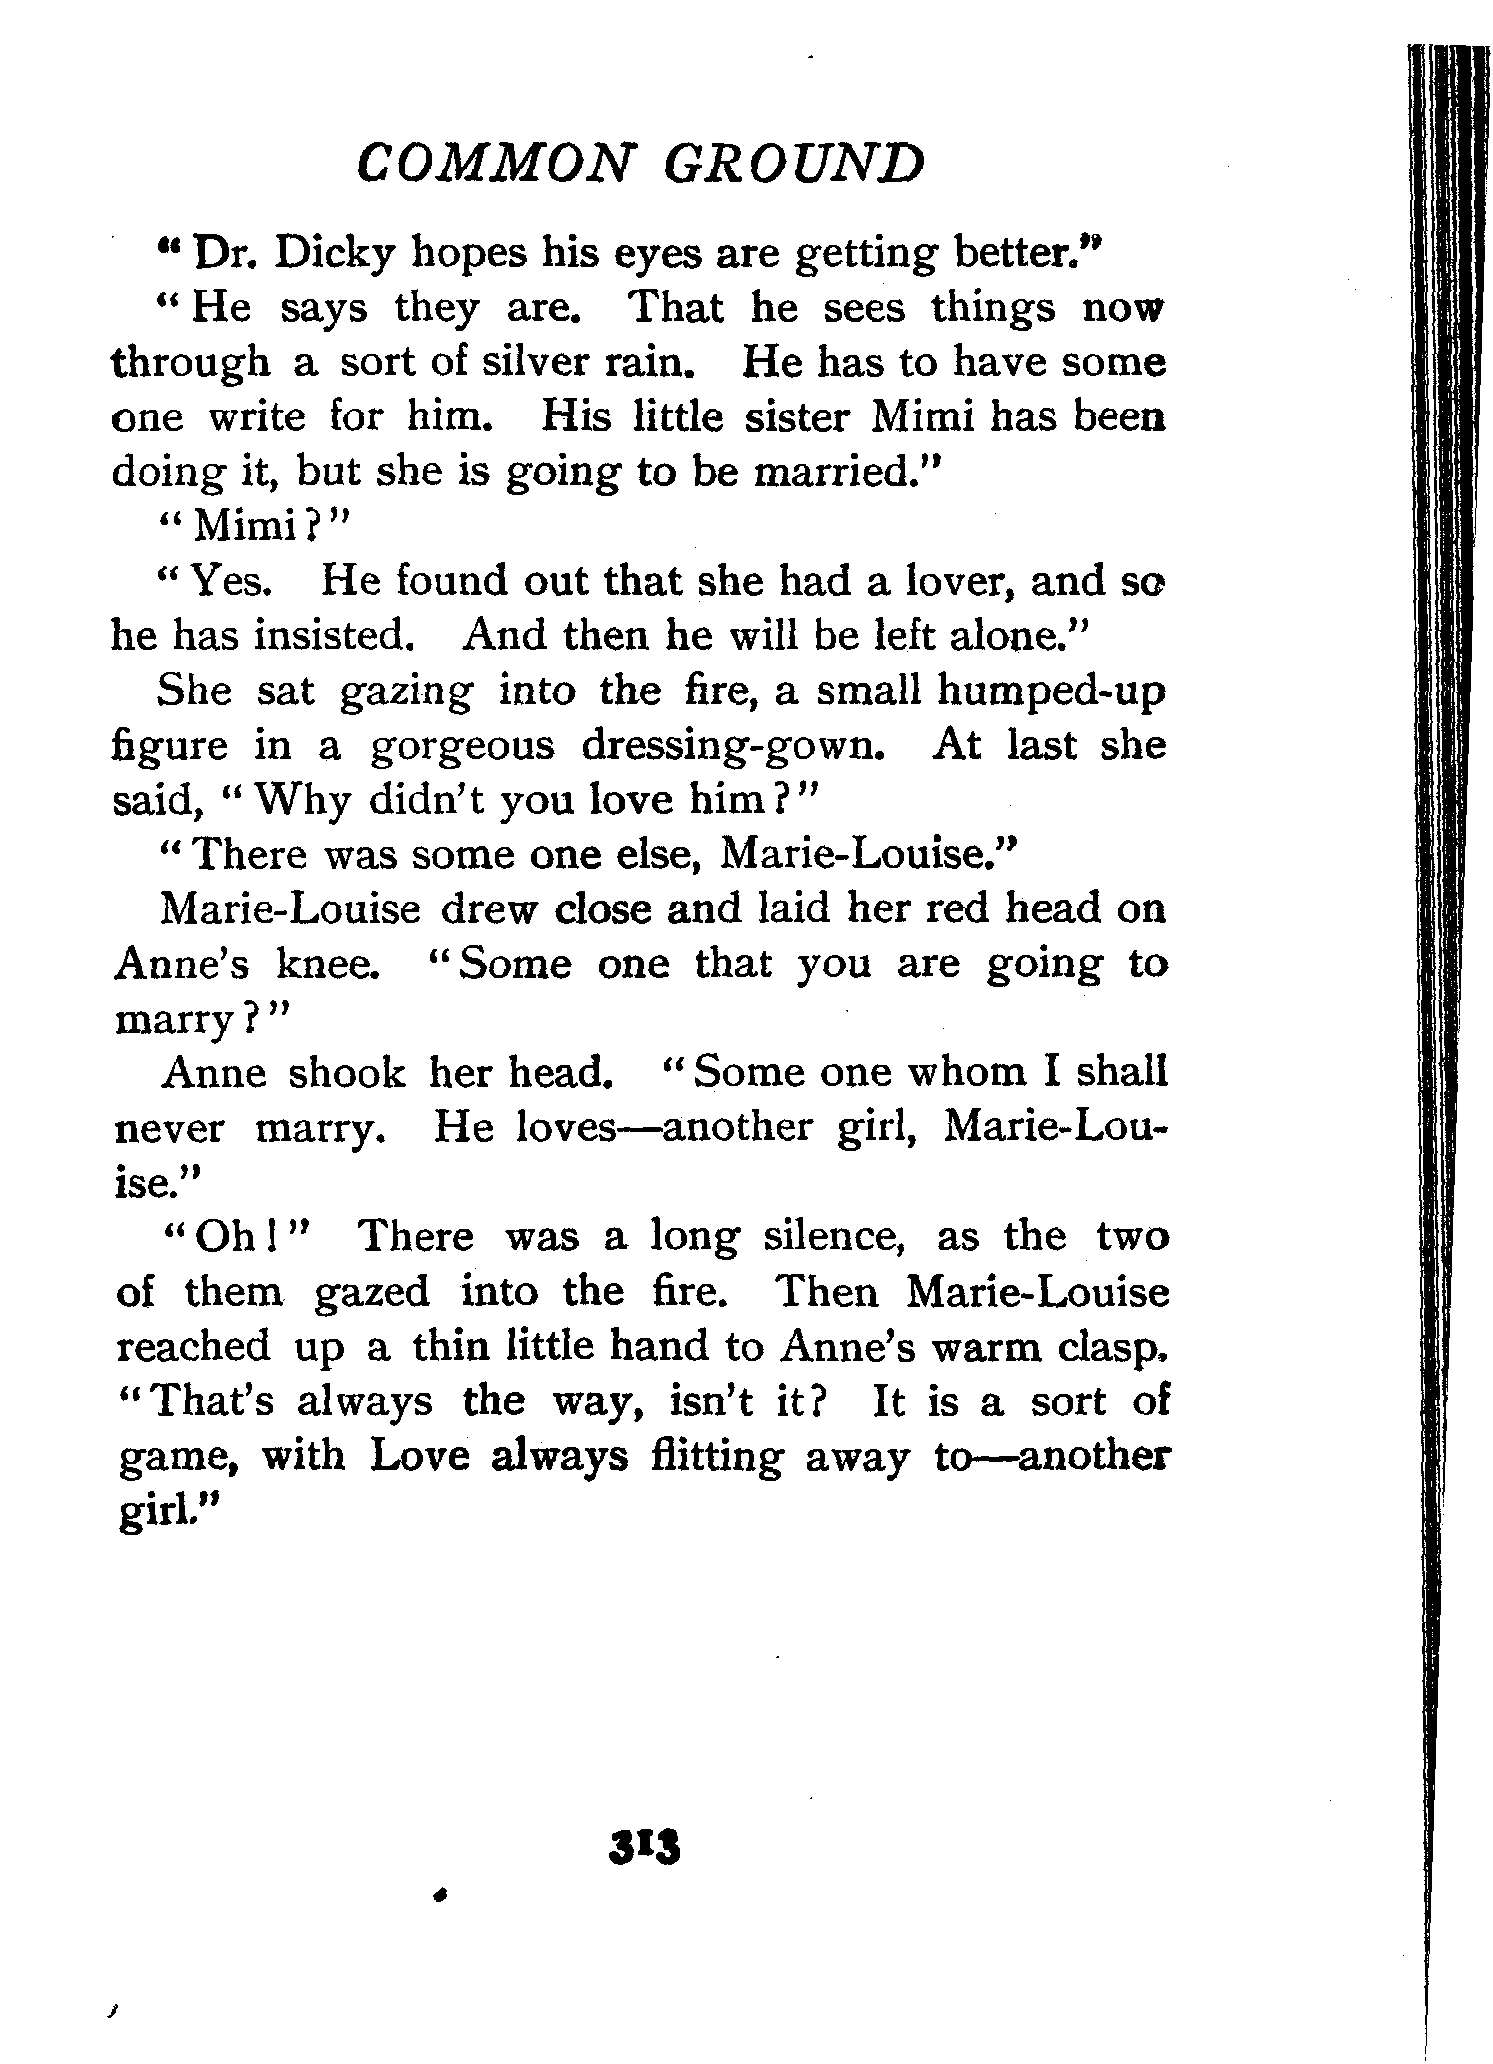 COMMON GROUND
“ Dr. Dicky hopes his eyes are getting better.”
“ He says they are. That he sees things now
through a sort of silver rain. He has to have some
one write for him. His little sister Mimi has been
doing it, but she is going to be married.”
“ Mimi ? ”
“ Yes. He found out that she had a lover, and so
he has insisted. And then he will be left alone.”
She sat gazing into the fire, a small humped-up
figure in a gorgeous dressing-gown. At last she
said, “ Why didn’t you love him ? ”
“ There was some one else, Marie-Louise.”
Marie-Louise drew close and laid her red head on
Anne’s knee. “ Some one that you are going to
marry ? ”
Anne shook her head. “ Some one whom I shall
never marry. He loves—another girl, Marie-Lou-
ise.”
“ Oh ! ” There was a long silence, as the two
of them gazed into the fire. Then Marie-Louise
reached up a thin little hand to Anne’s warm clasp.
“ That’s always the way, isn’t it? It is a sort of
game, with Love always flitting away to—another
girl.”
313